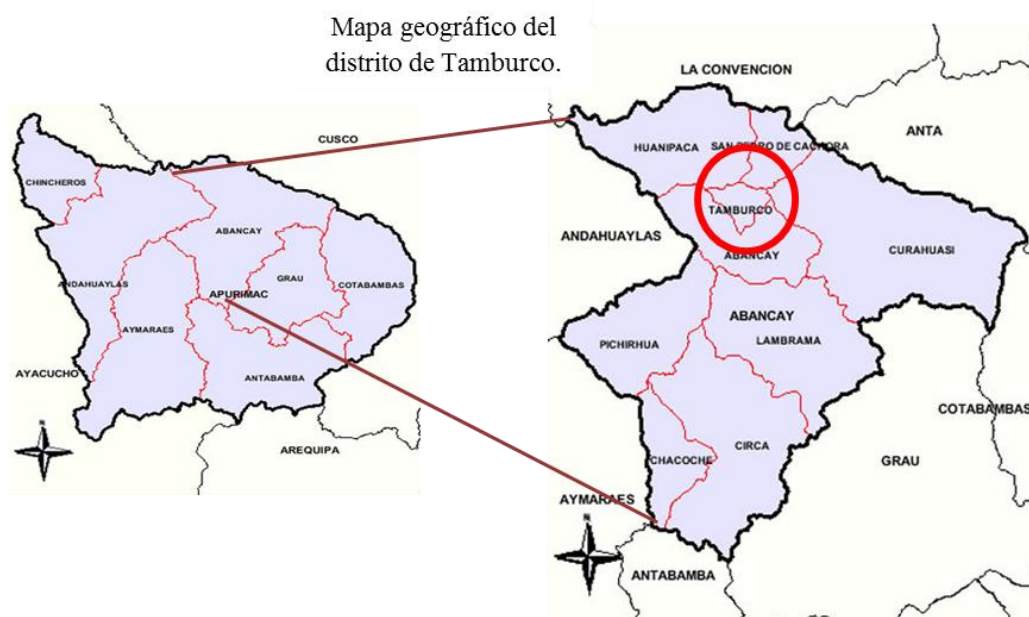 Mapa geográfico del
distrito de Tamburco.
CUSCO
CHINCHEROS
ABANCAY
ANDAHUAYLAS
GRAU
COTABAMBAS
APURIMAC
AYMARAES
AYACUCHO
ANTABAMBA
N
AREQUIPA
LA CONVENCION
ANTA
HUANIPACA
SAN PEDRO DE CACHORA
TAMBURCO
ANDAHUAYLAS
CURAHUASI
ABANCAY
ABANCAY
PICHIRHUA
LAMBRAMA
COTABAMBAS
CIRCA
CHACOCHE
GRAU
AYMARAES
N
ANTABAMBA